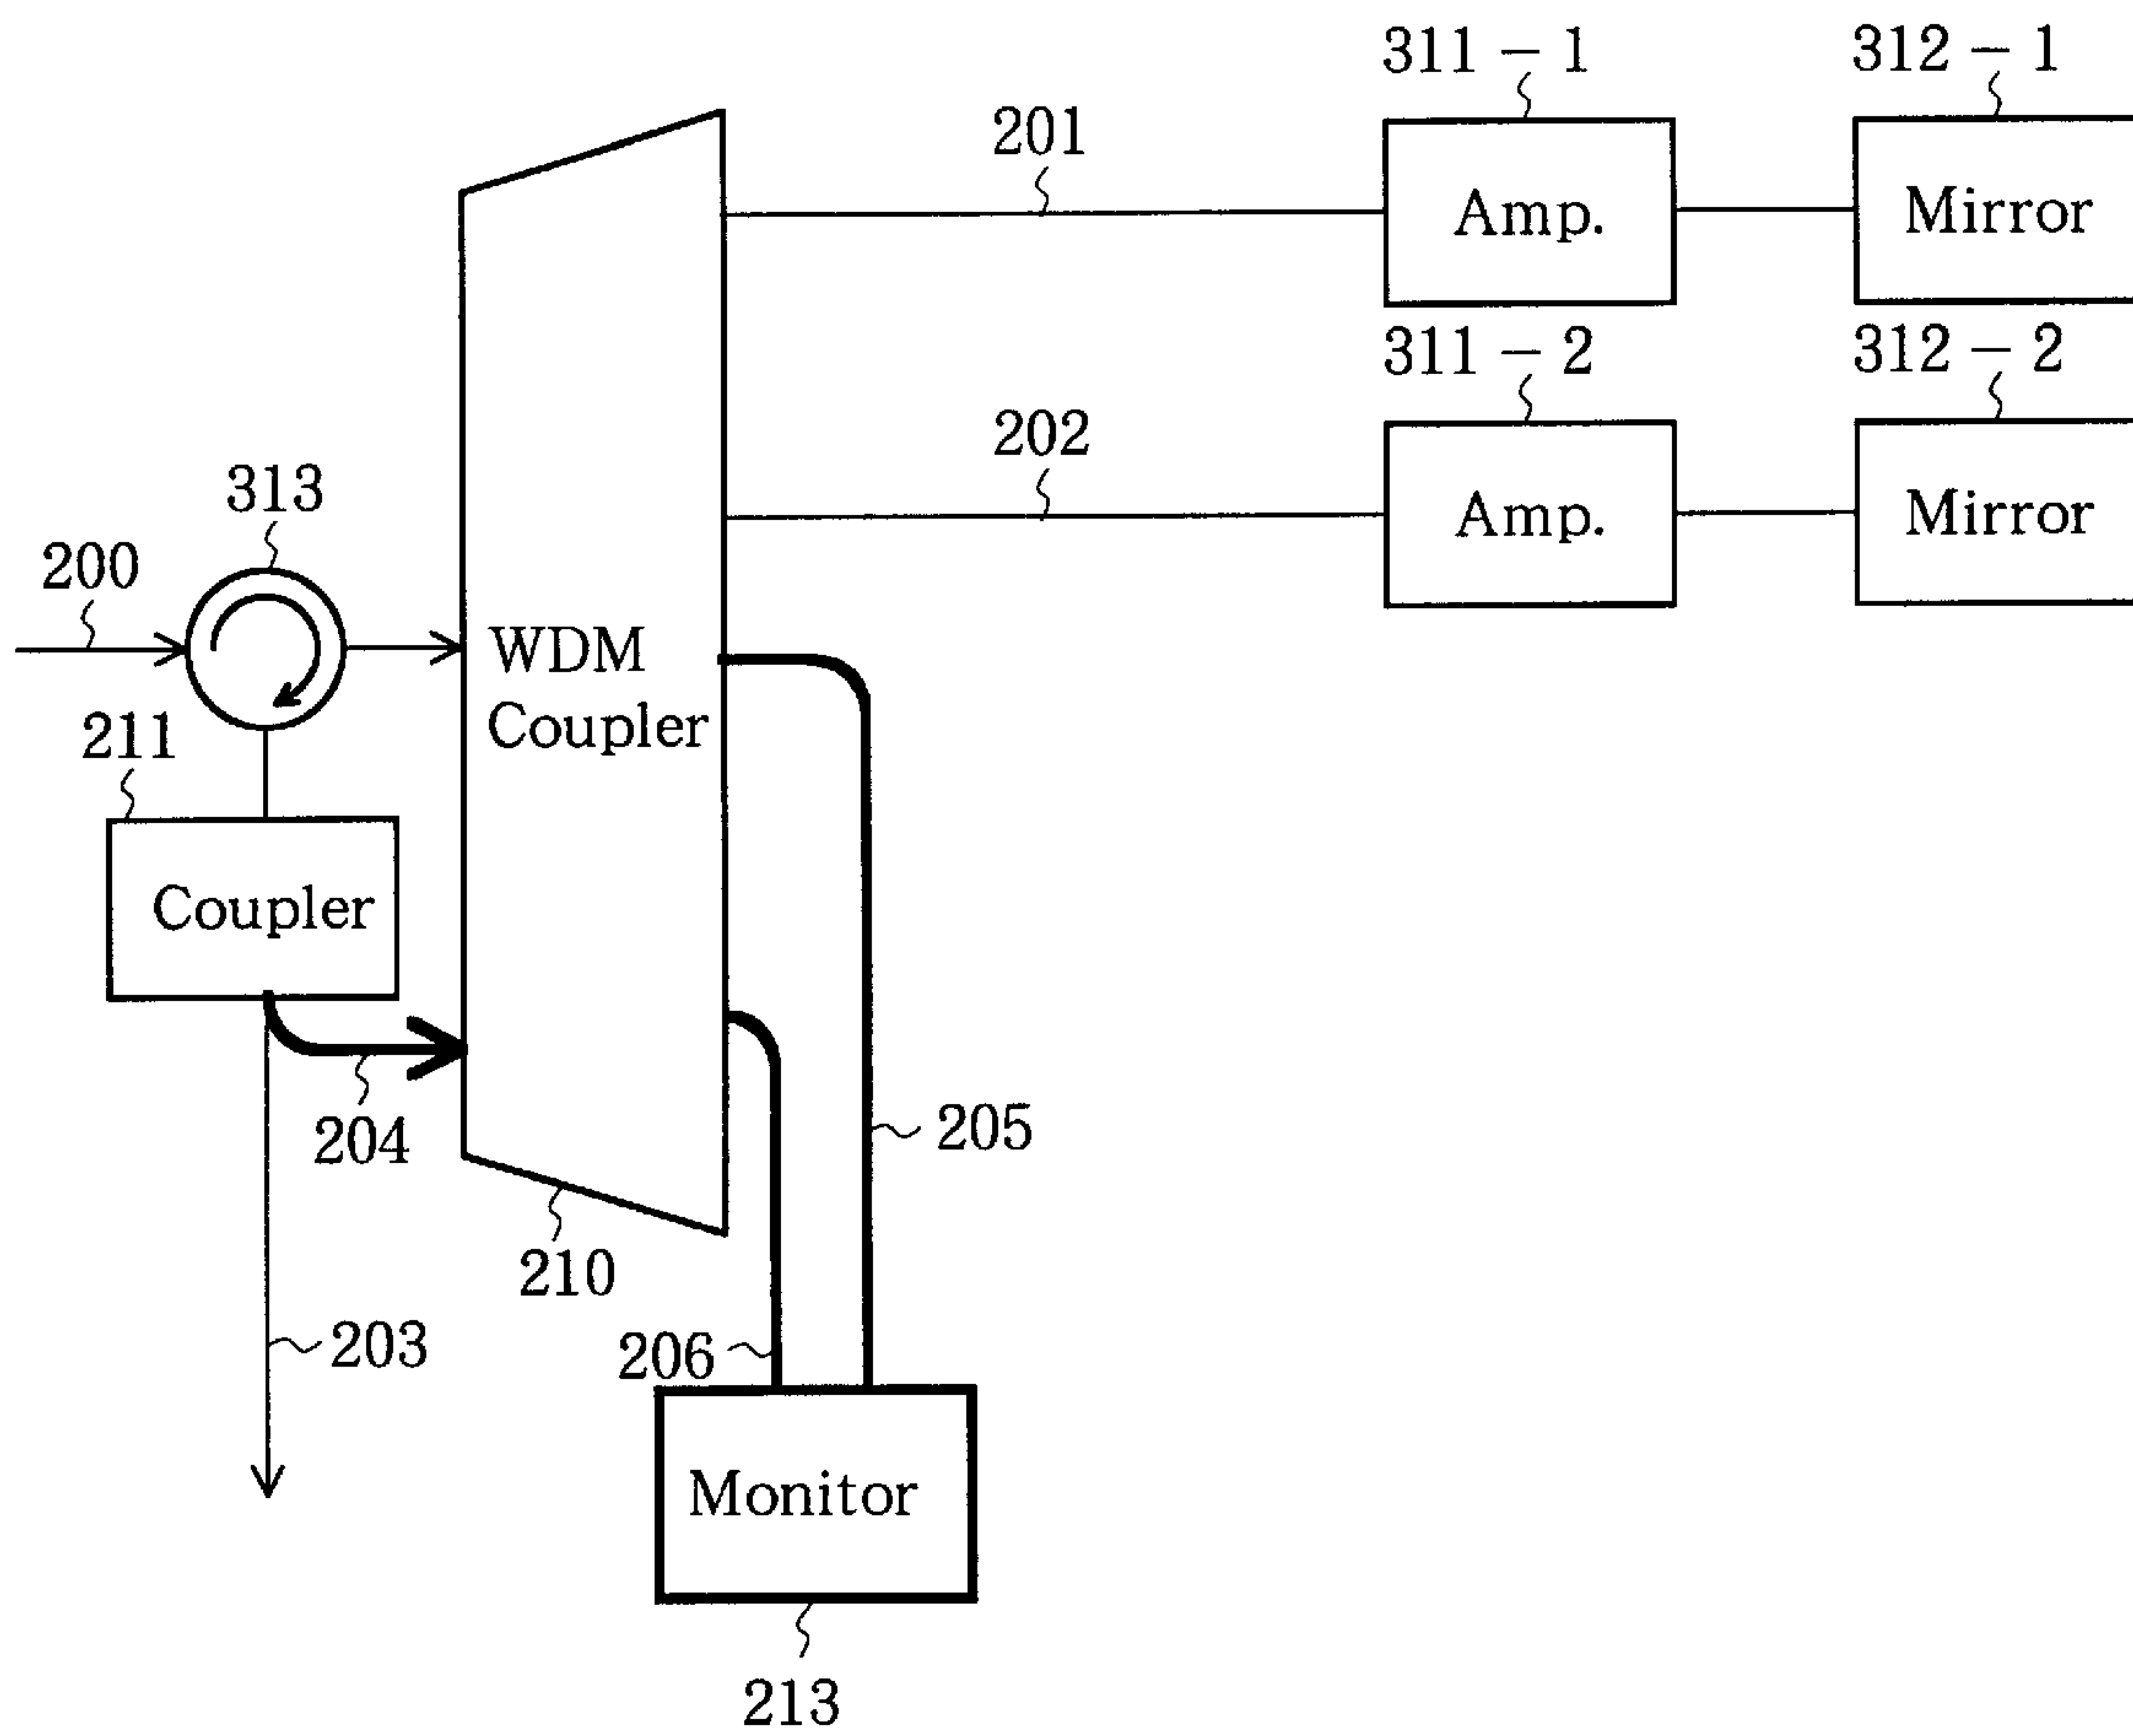 311－1
312－1
201
Amp.
Mirror
311－2
312－2
202
Amp.
Mirror
313
200
WDM
Coupler
211
Coupler
204
205
210
203
206
Monitor
213